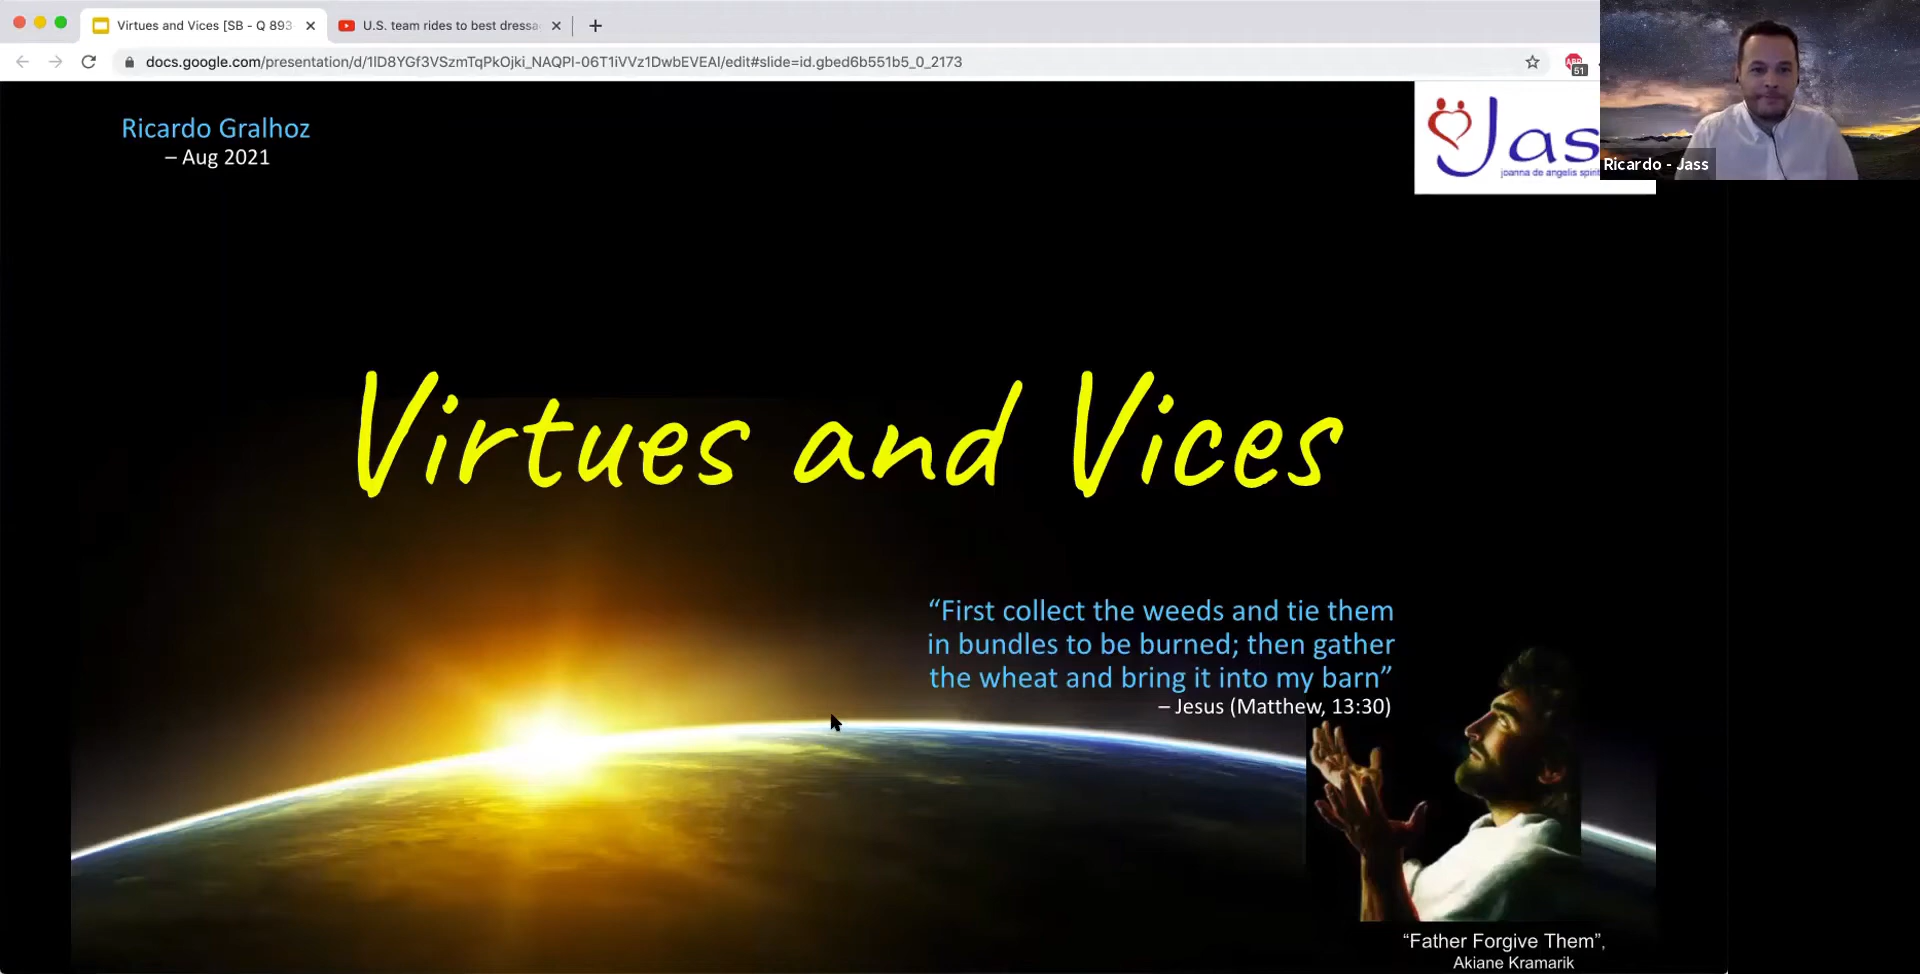 Virtues and Vices [SB - Q 893
U.S. team rides to best dressa
docs.google.com/presentation/d/1lD8YGf3VSzmTqPkOjki_NAQPI-06T1iVVz1DwbEVEAI/edit#slide=id.gbed6b551b5_0_2173
51
Ricardo Gralhoz
– Aug 2021
Jas
joanna de angelis spiri
Ricardo - Jass
Virtues and Vices
“First collect the weeds and tie them
in bundles to be burned; then gather
the wheat and bring it into my barn”
– Jesus (Matthew, 13:30)
“Father Forgive Them”,
Akiane Kramarik